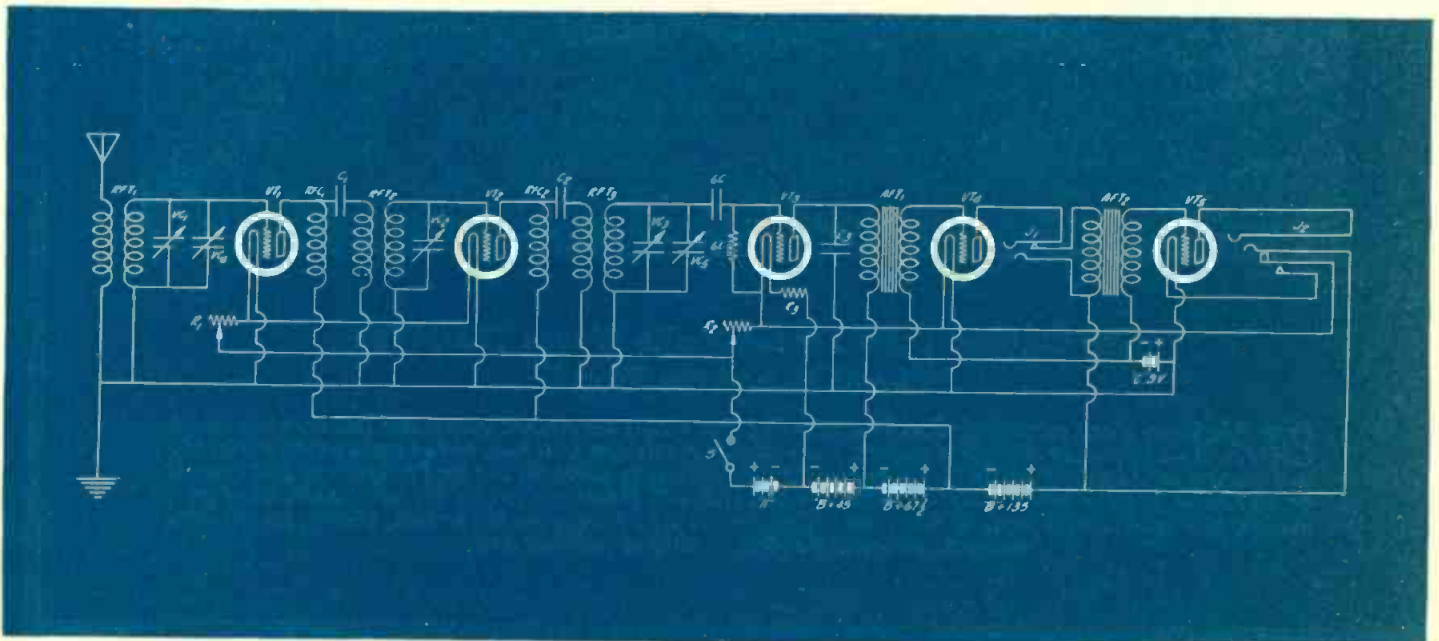 RFT₁
VC₁
VC₄
VT₁
RFC₁
C₁
RFT₂
VC₂
VT₂
RFC₂
C₂
RFT₃
VC₃
VC₅
GC
GL
VT₃
C₃
AFT₁
VT₄
J₁
AFT₂
VT₅
J₂
R₁
R₂
R₃
- +
C 9V
S
+ -
- +
- +
- +
A
B+45
B+67½
B+135